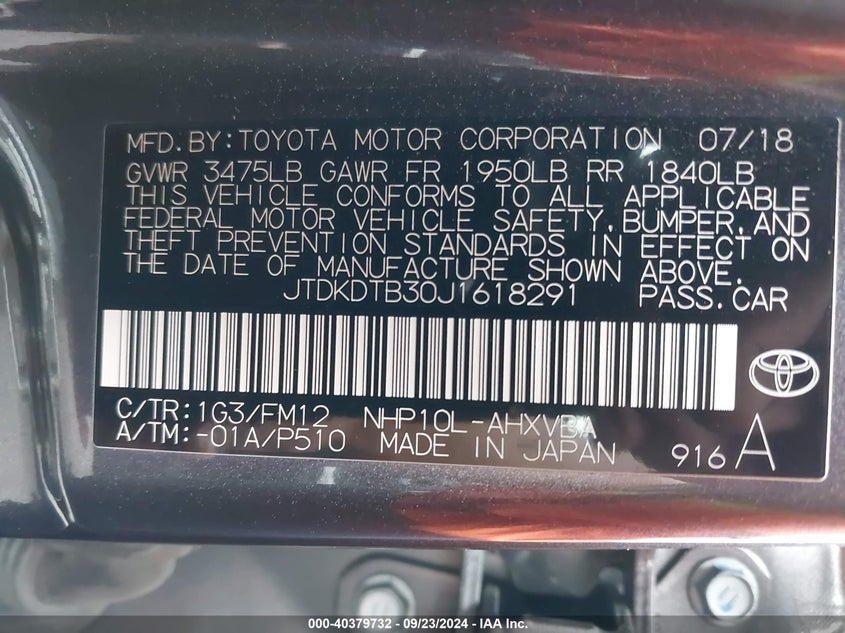 MFD.BY:TOYOTA MOTOR CORPORATION 07/18
GVWR 3475LB GAWR FR 1950LB RR 1840LB
THIS VEHICLE CONFORMS TO ALL APPLICABLE
FEDERAL MOTOR VEHICLE SAFETY,BUMPER,AND
THEFT PREVENTION STANDARDS IN EFFECT ON
THE DATE OF MANUFACTURE SHOWN ABOVE.
JTDKDTB30J1618291 PASS.CAR
C/TR:1G3/FM12 NHP10L-AHXVBA
A/TM:-01A/P510 MADE IN JAPAN 916 A
000-40379732 - 09/23/2024 - IAA Inc.